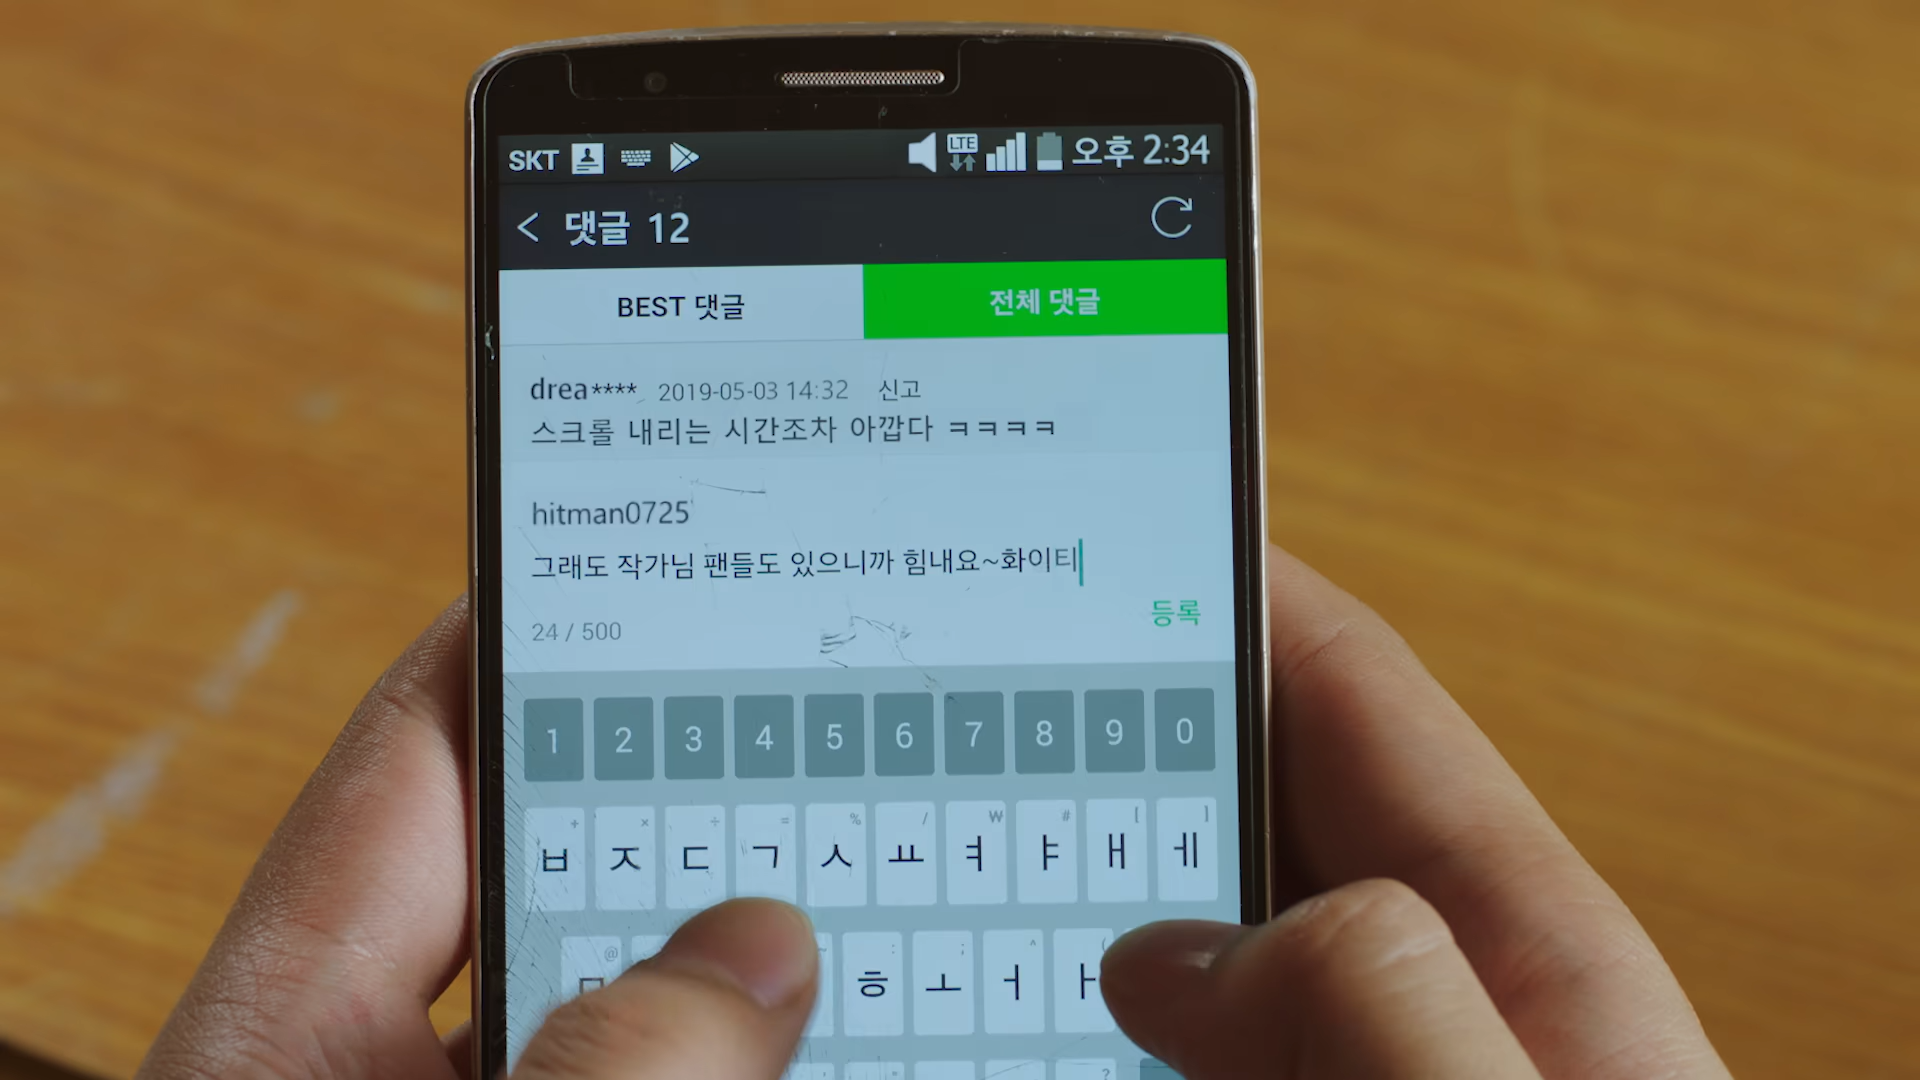 SKT LTE 오후 2:34
< 댓글 12
BEST 댓글 전체 댓글
drea**** 2019-05-03 14:32 신고
스크롤 내리는 시간조차 아깝다 ㅋㅋㅋㅋ
hitman0725
그래도 작가님 팬들도 있으니까 힘내요~화이티
등록
24 / 500
1 2 3 4 5 6 7 8 9 0
+ × ÷ = % / ₩ # [ ]
ㅂ ㅈ ㄷ ㄱ ㅅ ㅛ ㅕ ㅑ ㅐ ㅔ
@ ~ : ; ^ (
ㅁ ㅎ ㅗ ㅓ ㅏ
?